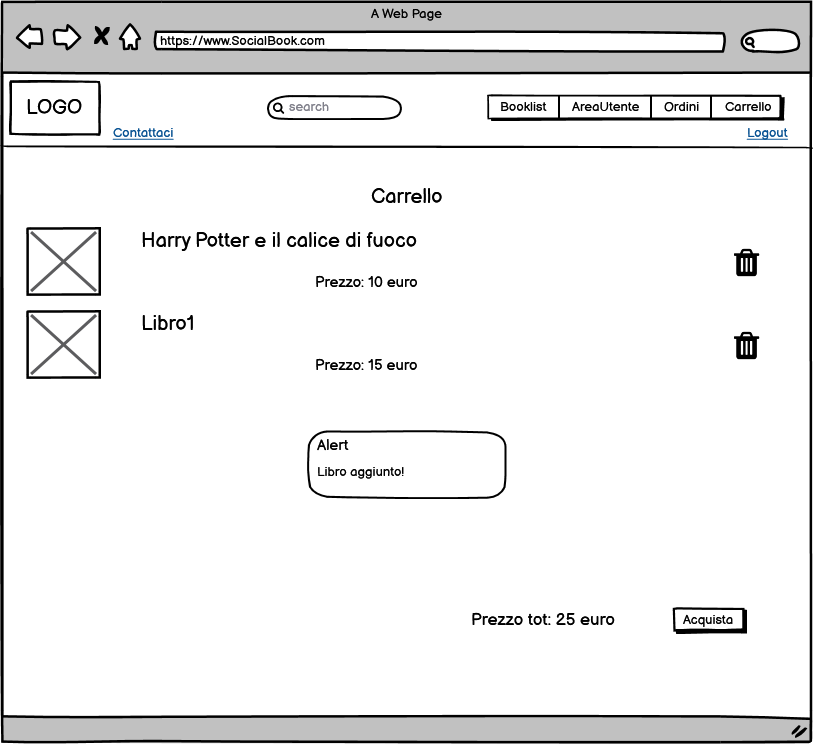 A Web Page
https://www.SocialBook.com
LOGO
search
Booklist AreaUtente Ordini Carrello
Contattaci
Logout
Carrello
Harry Potter e il calice di fuoco
Prezzo: 10 euro
Libro1
Prezzo: 15 euro
Alert
Libro aggiunto!
Prezzo tot: 25 euro
Acquista